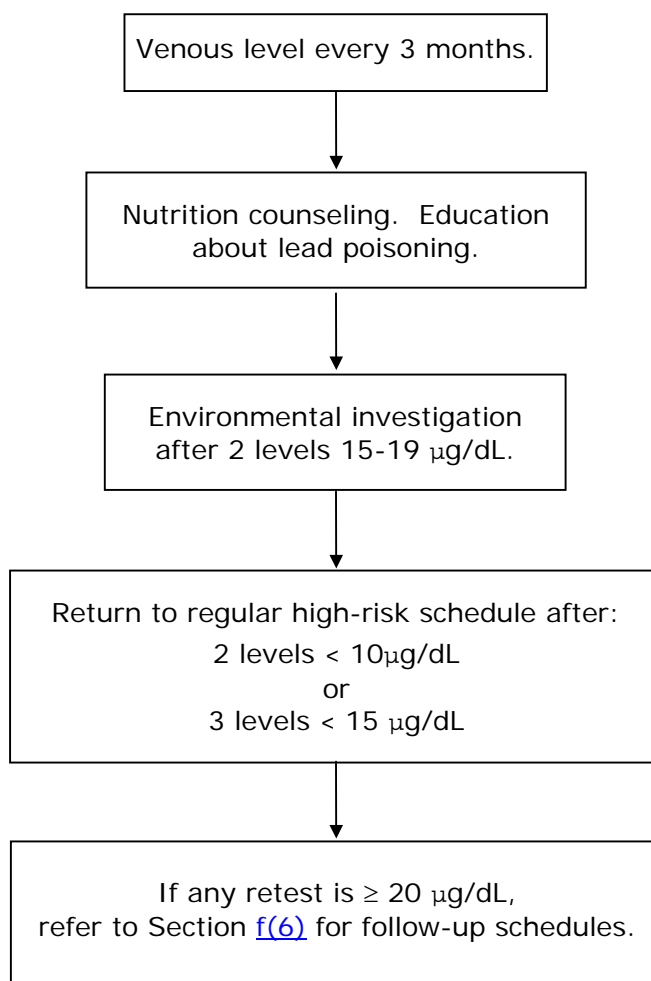 Venous level every 3 months.
Nutrition counseling. Education
about lead poisoning.
Environmental investigation
after 2 levels 15-19 µg/dL.
Return to regular high-risk schedule after:
2 levels < 10µg/dL
or
3 levels < 15 µg/dL
If any retest is ≥ 20 µg/dL,
refer to Section f(6) for follow-up schedules.